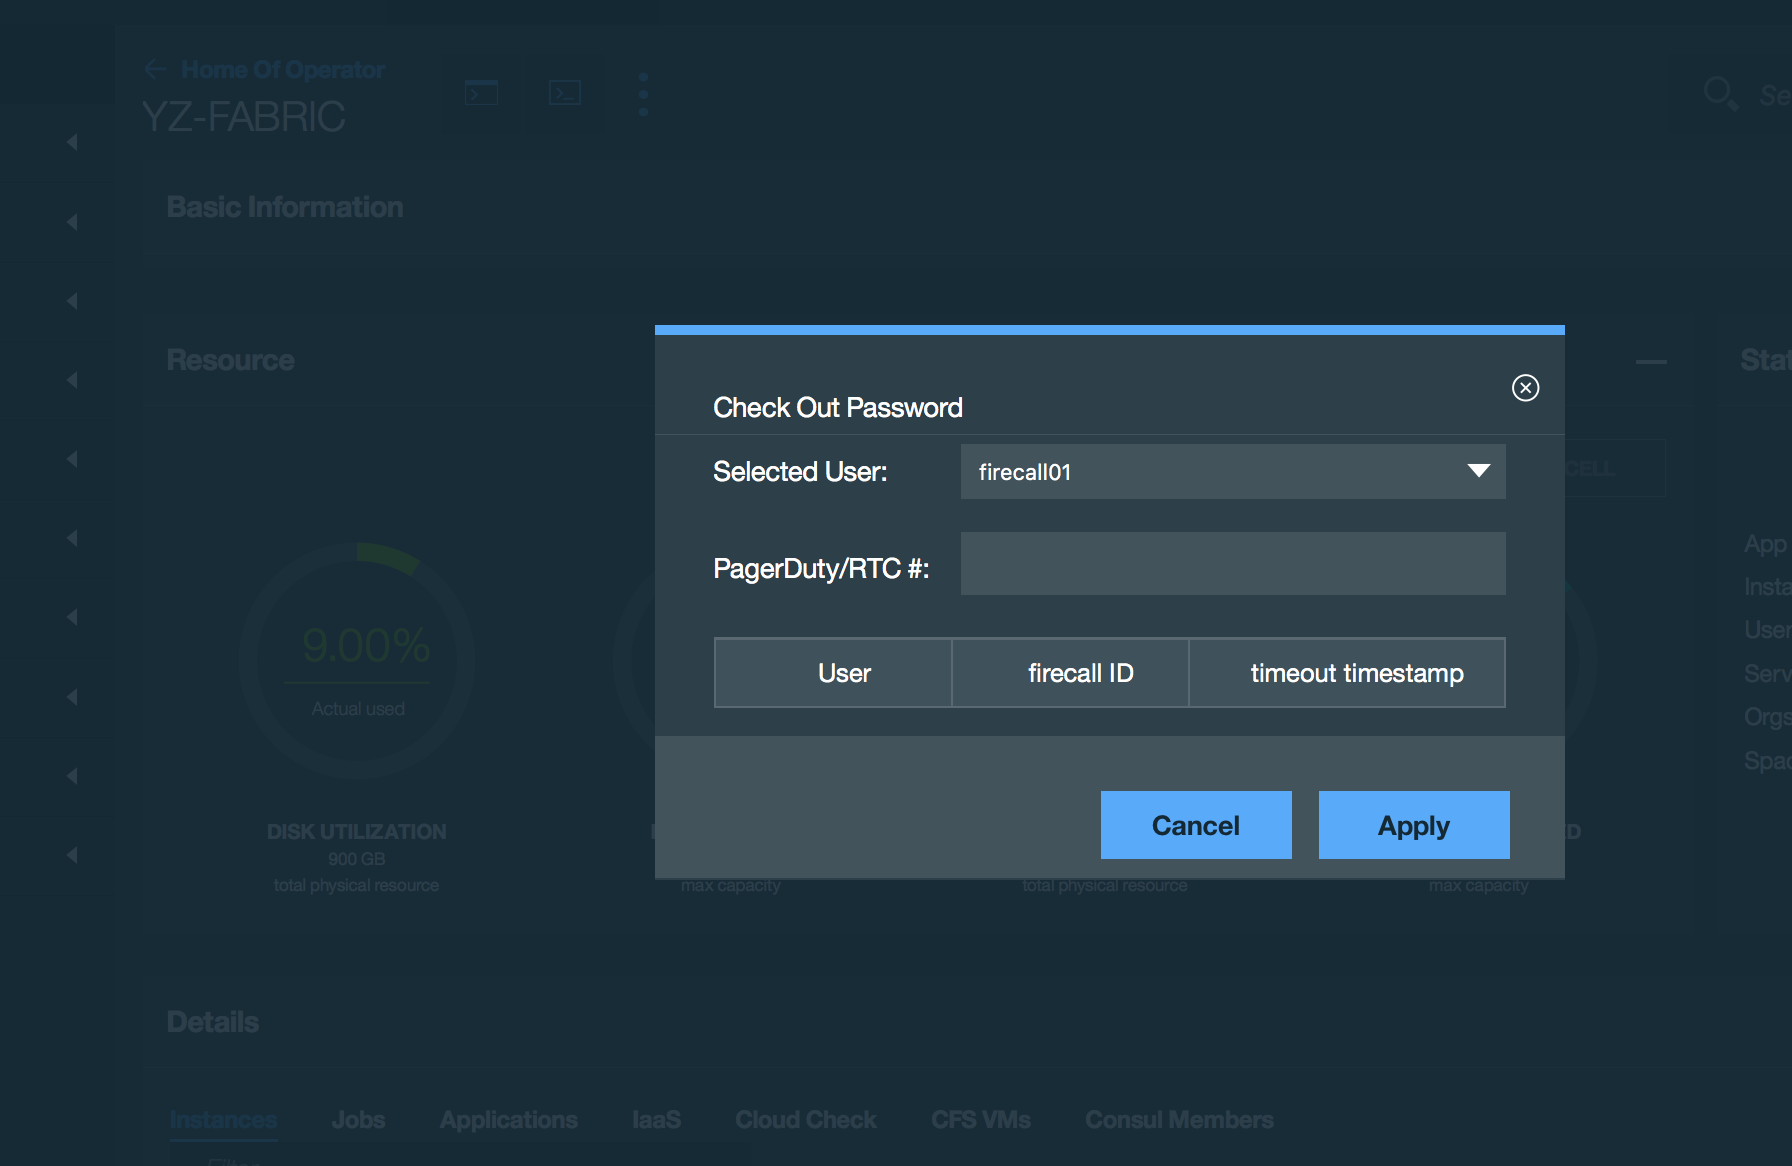 Home Of Operator
YZ-FABRIC
Se
Basic Information
Resource
Stat
Check Out Password
Selected User:
firecall01
CELL
PagerDuty/RTC #:
App
Insta
User
Serv
Orgs
Spac
User
firecall ID
timeout timestamp
9.00%
Actual used
Cancel
Apply
DISK UTILIZATION
D
900 GB
total physical resource
max capacity
total physical resource
max capacity
Details
Instances
Jobs
Applications
IaaS
Cloud Check
CFS VMs
Consul Members